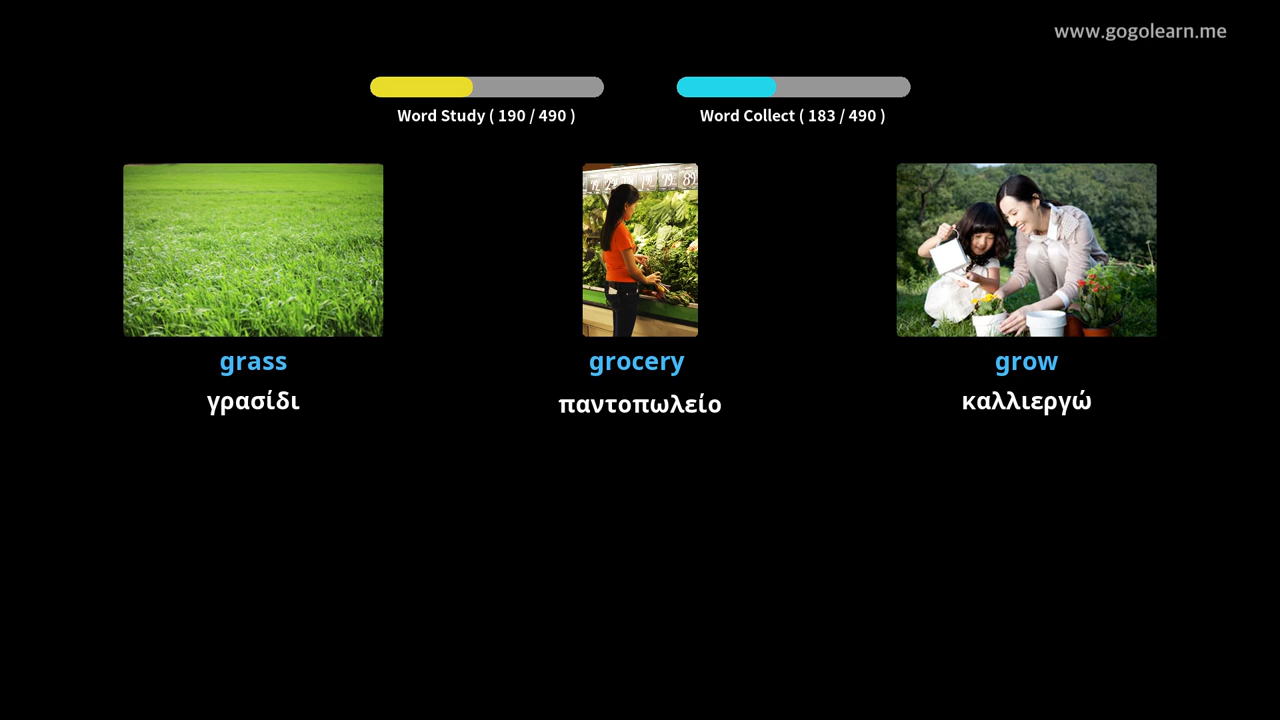 www.gogolearn.me
Word Study ( 190 / 490 )
Word Collect ( 183 / 490 )
grass
γρασίδι
grocery
παντοπωλείο
grow
καλλιεργώ